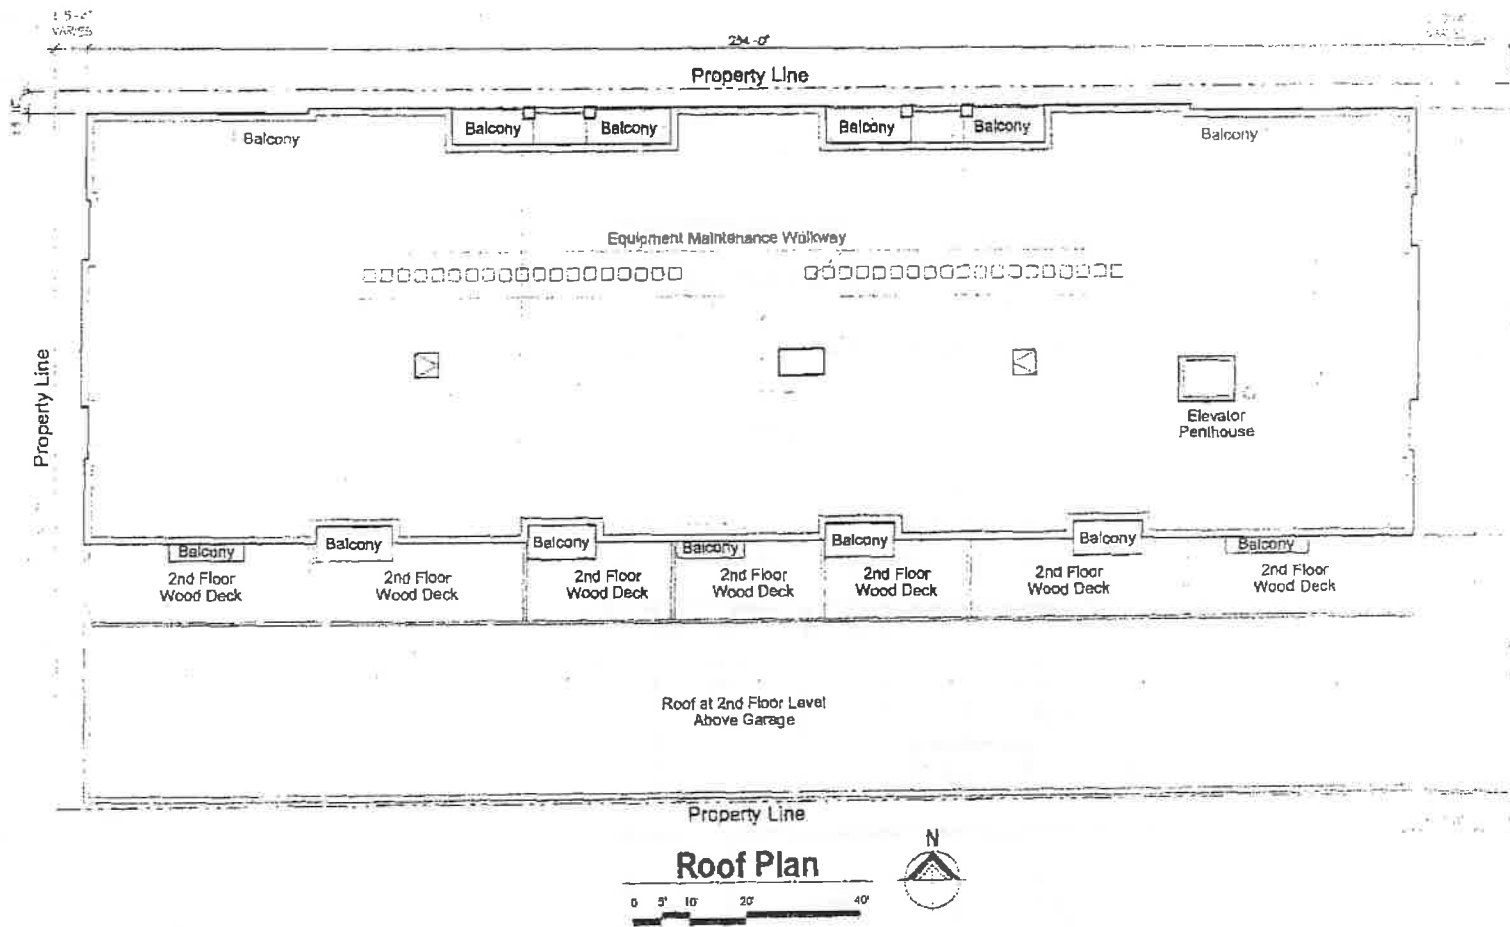 VARIES
234'-0"
Property Line
Balcony
Balcony
Balcony
Balcony
Balcony
Balcony
Equipment Maintenance Walkway
Property Line
Elevator
Penthouse
Balcony
Balcony
Balcony
Balcony
Balcony
Balcony
Balcony
2nd Floor
Wood Deck
2nd Floor
Wood Deck
2nd Floor
Wood Deck
2nd Floor
Wood Deck
2nd Floor
Wood Deck
2nd Floor
Wood Deck
2nd Floor
Wood Deck
Roof at 2nd Floor Level
Above Garage
Property Line
N
Roof Plan
0 5' 10' 20' 40'